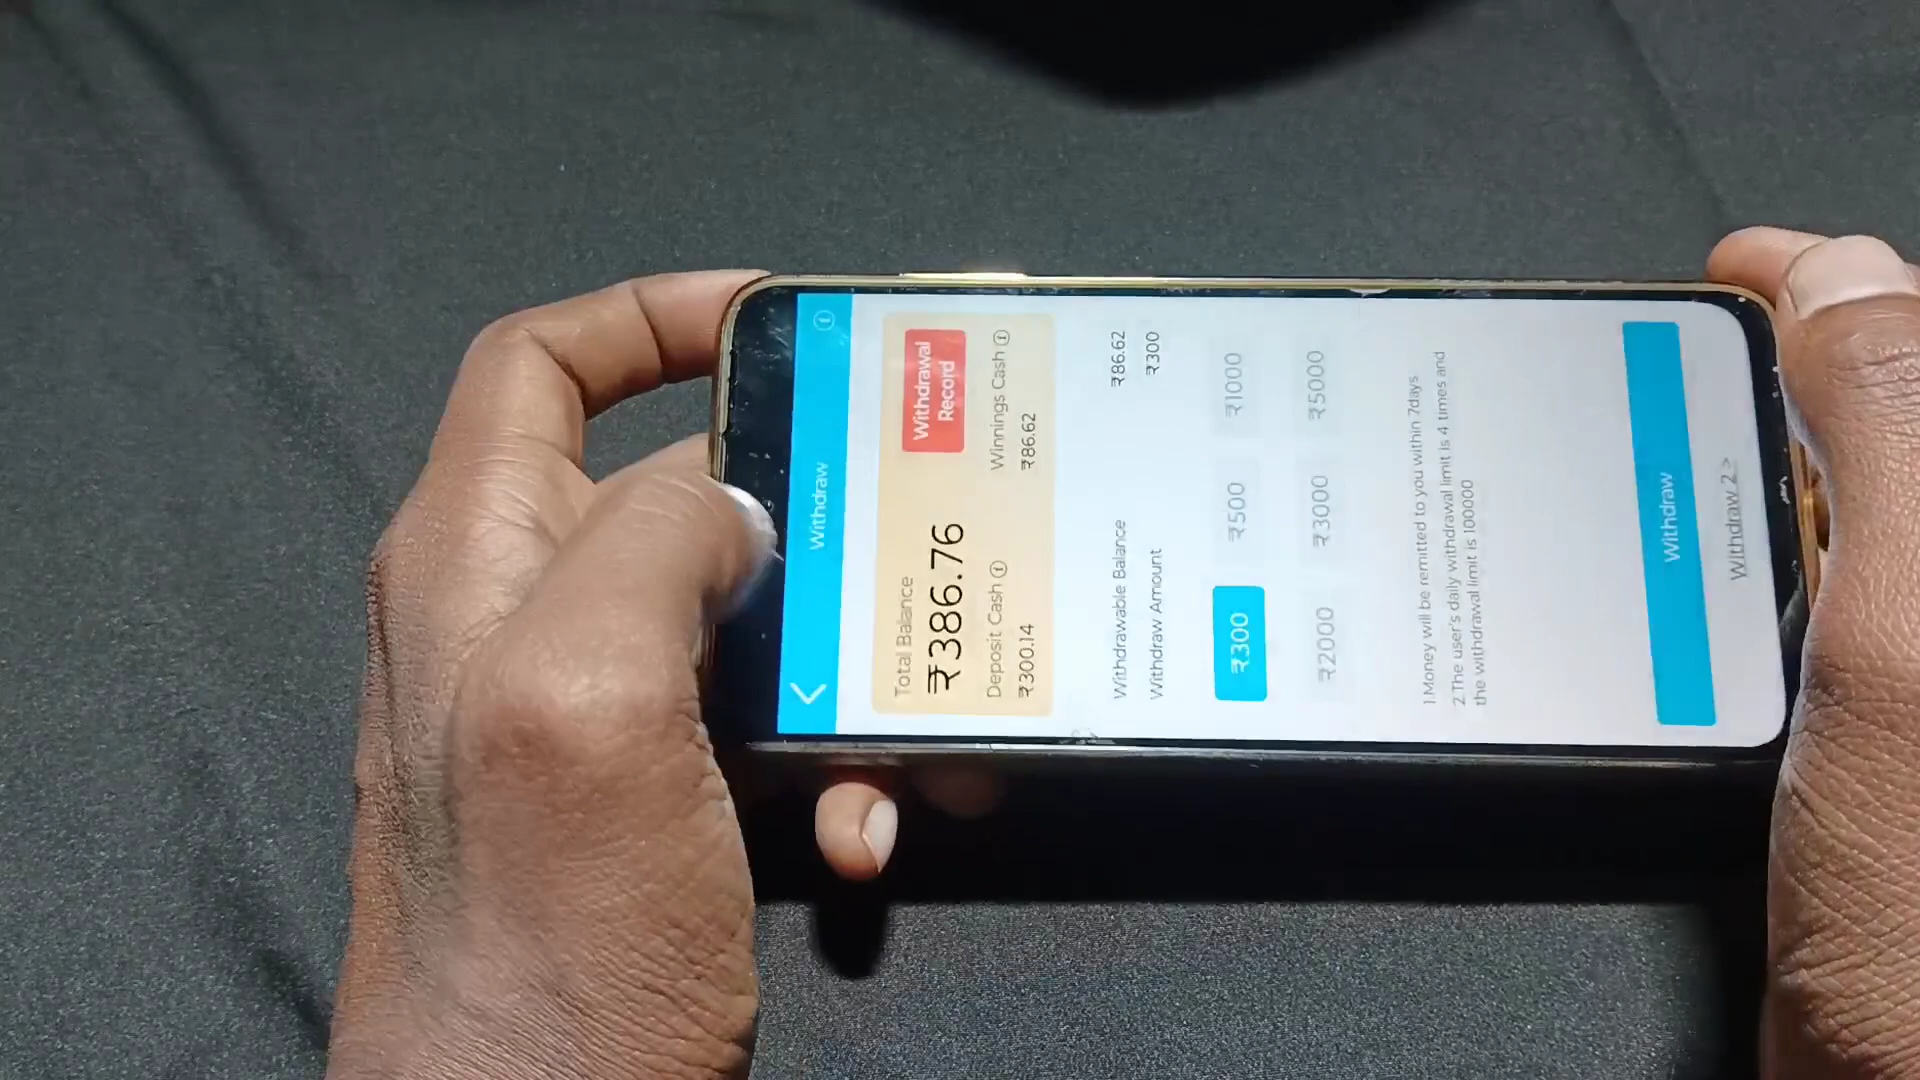 Withdraw
Total Balance
₹386.76
Withdrawal
Record
Deposit Cash
Winnings Cash
₹300.14
₹86.62
Withdrawable Balance ₹86.62
Withdraw Amount ₹300
₹300 ₹500 ₹1000
₹2000 ₹3000 ₹5000
1.Money will be remitted to you within 7days
2.The user's daily withdrawal limit is 4 times and
the withdrawal limit is 100000
Withdraw
Withdraw 2 >